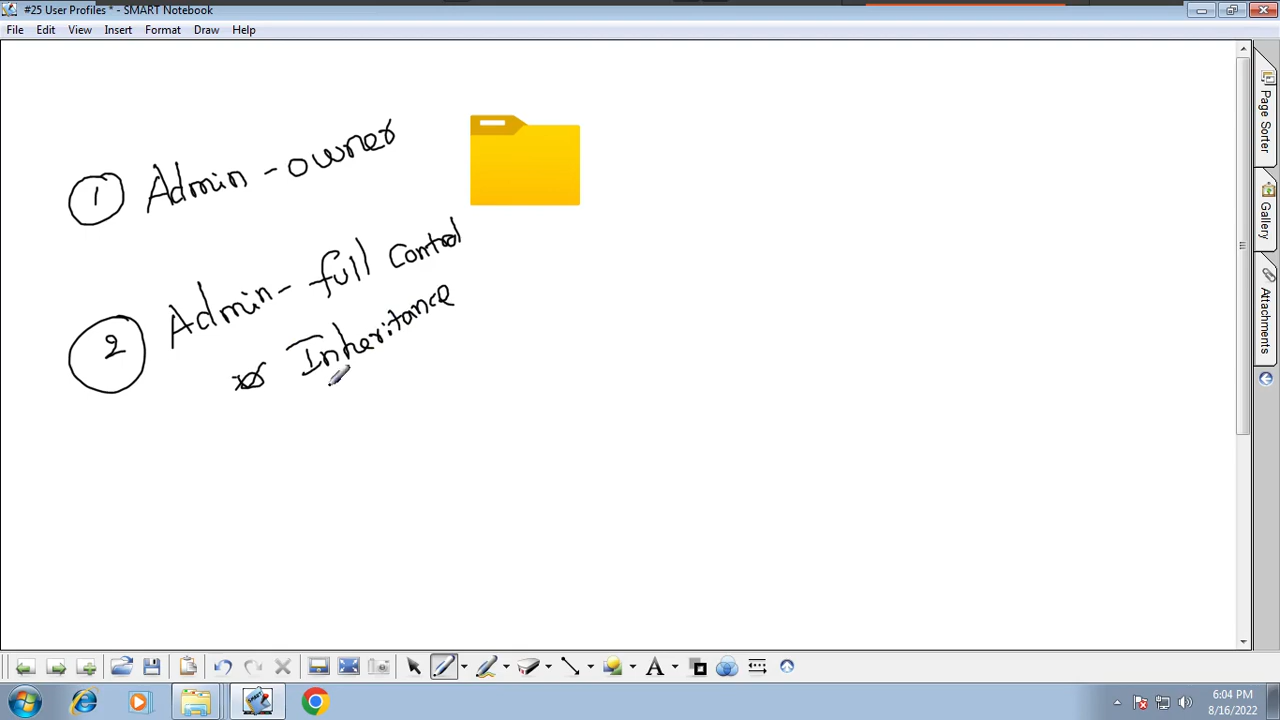 #25 User Profiles * - SMART Notebook
File Edit View Insert Format Draw Help
1 Admin - owner
2 Admin - full Control
Inheritance
Page Sorter
Gallery
Attachments
A
6:04 PM
8/16/2022